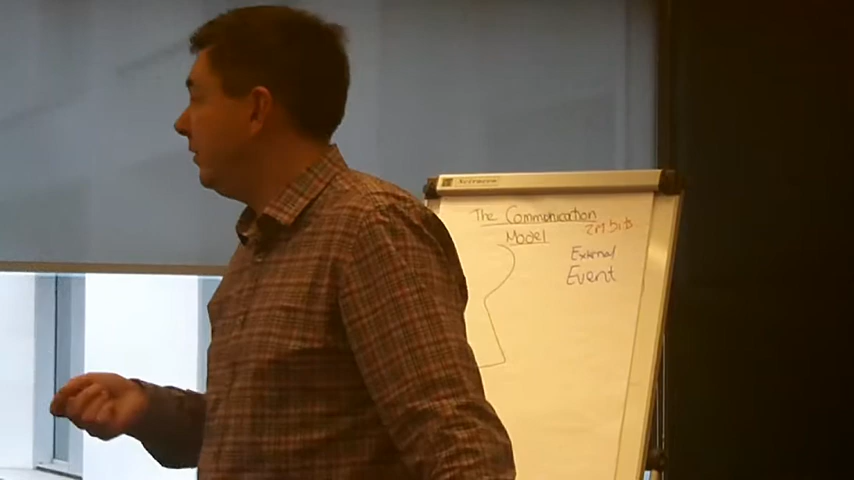 The Communication
Model
2m bits
External
Event